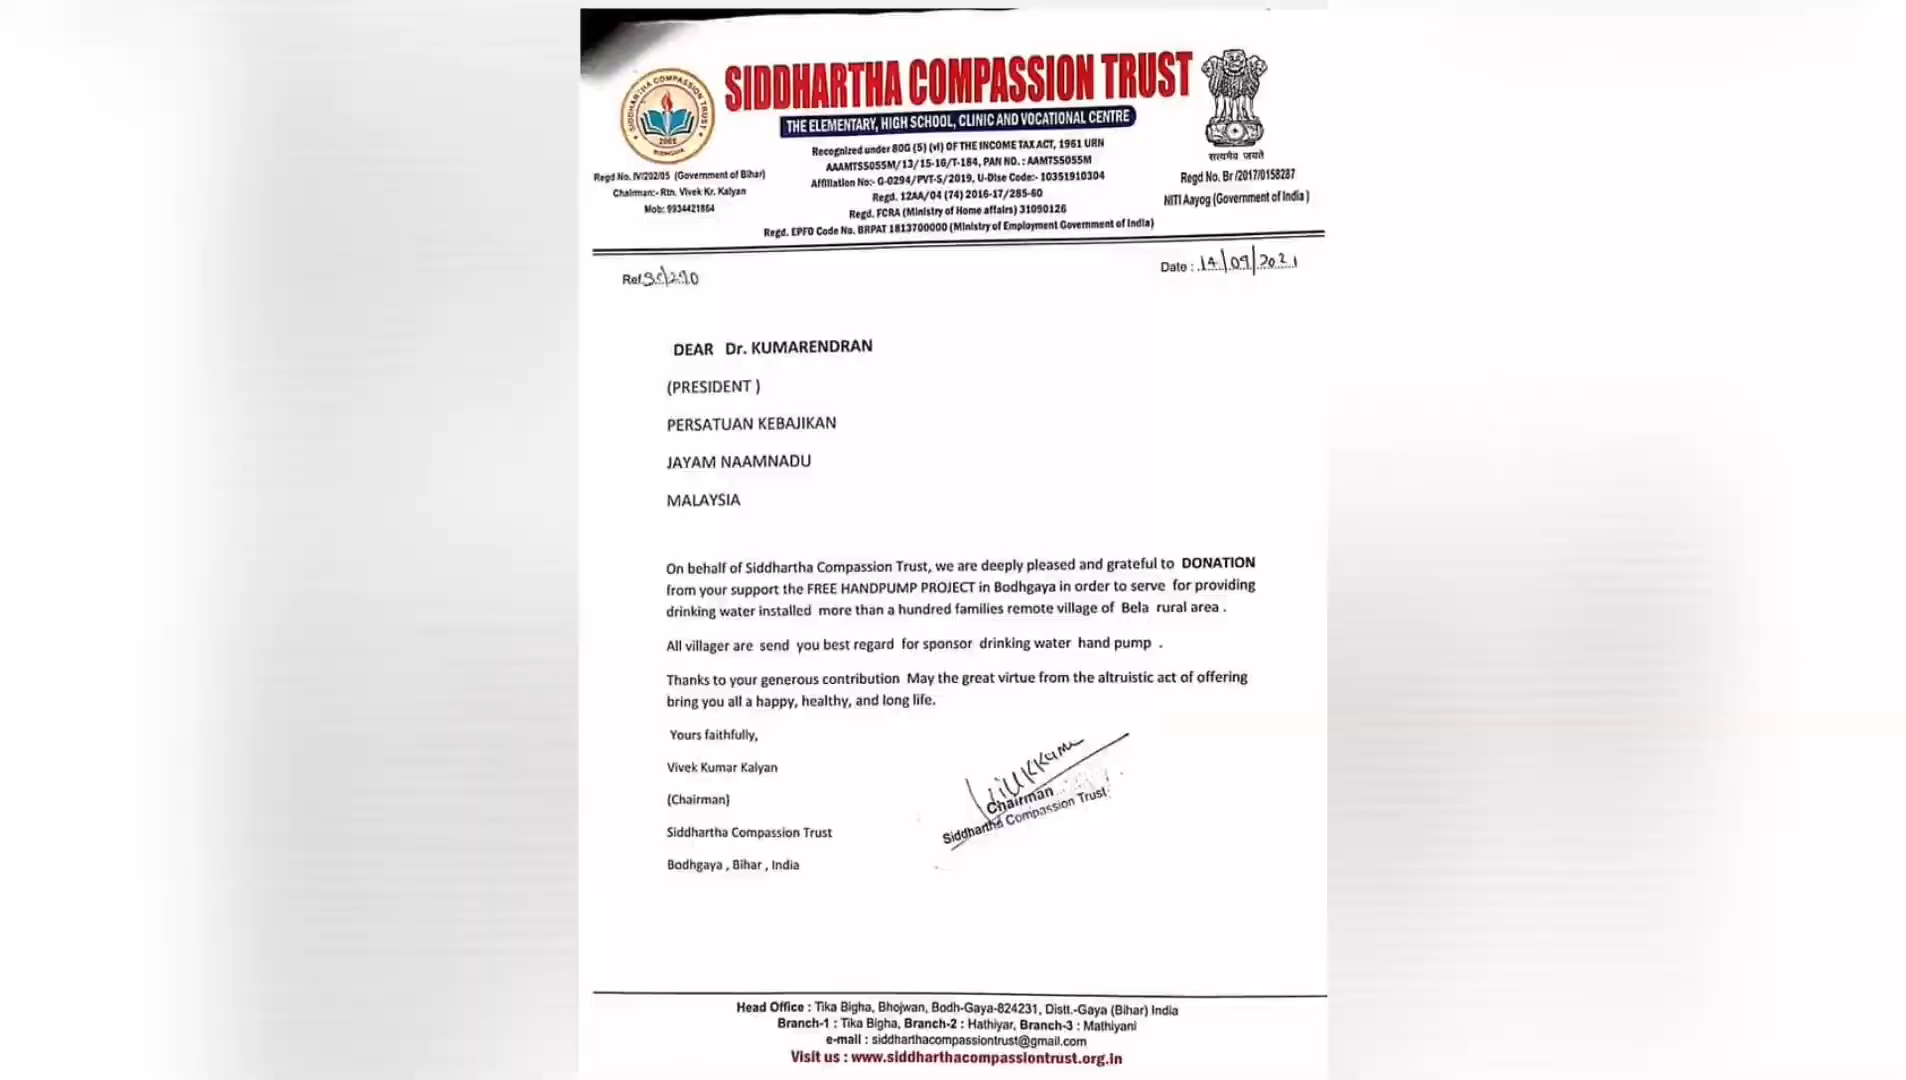 SIDDHARTHA COMPASSION TRUST
THE ELEMENTARY, HIGH SCHOOL, CLINIC AND VOCATIONAL CENTRE
SIDDHARTHA COMPASSION TRUST
2005
Recognized under 80G (5) (vi) OF THE INCOME TAX ACT, 1961 URN
AAAMTS5055M/13/15-16/T-184, PAN NO. : AAMTS5055M
Affiliation No:- G-0294/PVT-S/2019, U-Dise Code:- 10351910304
Regd. 12AA/04 (74) 2016-17/285-60
Regd. FCRA (Ministry of Home affairs) 31050126
Regd. EPFO Code No. BRPAT 1813700000 (Ministry of Employment Government of India)
Regd No. IV/202/05 (Government of Bihar)
Chairman:- Rtn. Vivek Kr. Kalyan
Mob: 9934421864
सत्यमेव जयते
Regd No. Br /2017/0158287
NITI Aayog (Government of India )
Ref
Date : 14/09/2021
DEAR Dr. KUMARENDRAN
(PRESIDENT )
PERSATUAN KEBAJIKAN
JAYAM NAAMNADU
MALAYSIA
On behalf of Siddhartha Compassion Trust, we are deeply pleased and grateful to DONATION
from your support the FREE HANDPUMP PROJECT in Bodhgaya in order to serve for providing
drinking water installed more than a hundred families remote village of Bela rural area .
All villager are send you best regard for sponsor drinking water hand pump .
Thanks to your generous contribution May the great virtue from the altruistic act of offering
bring you all a happy, healthy, and long life.
Yours faithfully,
Vivek Kumar Kalyan
(Chairman)
Siddhartha Compassion Trust
Bodhgaya , Bihar , India
Chairman
Siddhartha Compassion Trust
Head Office : Tika Bigha, Bhojwan, Bodh-Gaya-824231, Distt.-Gaya (Bihar) India
Branch-1 : Tika Bigha, Branch-2 : Hathiyar, Branch-3 : Mathiyani
e-mail : siddharthacompassiontrust@gmail.com
Visit us : www.siddharthacompassiontrust.org.in